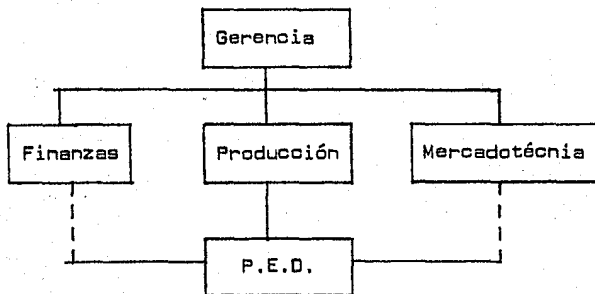 Gerencia
Finanzas
Producción
Mercadotécnia
P.E.D.